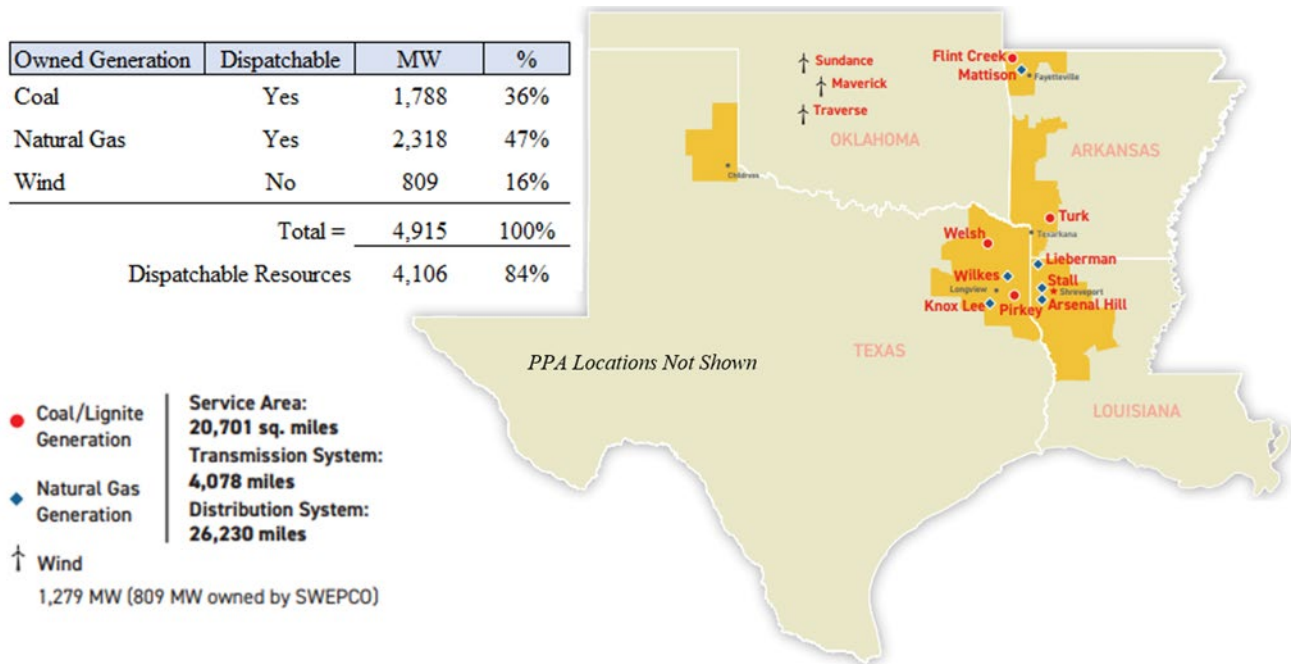 Owned Generation Dispatchable MW %
Coal Yes 1,788 36%
Natural Gas Yes 2,318 47%
Wind No 809 16%
Total = 4,915 100%
Dispatchable Resources 4,106 84%
Sundance
Maverick
Traverse
OKLAHOMA
Flint Creek
Mattison
Fayetteville
ARKANSAS
Childress
Turk
Texarkana
Welsh
Lieberman
Wilkes
Stall
Longview
Shreveport
Knox Lee
Pirkey
Arsenal Hill
TEXAS
PPA Locations Not Shown
LOUISIANA
Coal/Lignite
Generation
Natural Gas
Generation
Wind
1,279 MW (809 MW owned by SWEPCO)
Service Area:
20,701 sq. miles
Transmission System:
4,078 miles
Distribution System:
26,230 miles